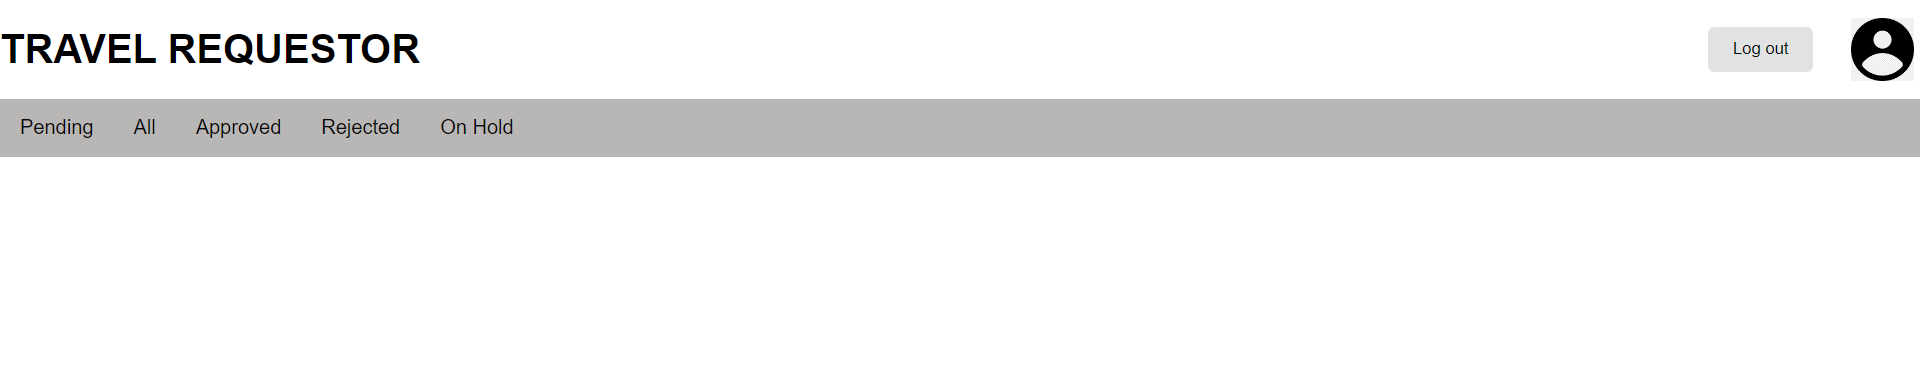 TRAVEL REQUESTOR
Log out
Pending All Approved Rejected On Hold